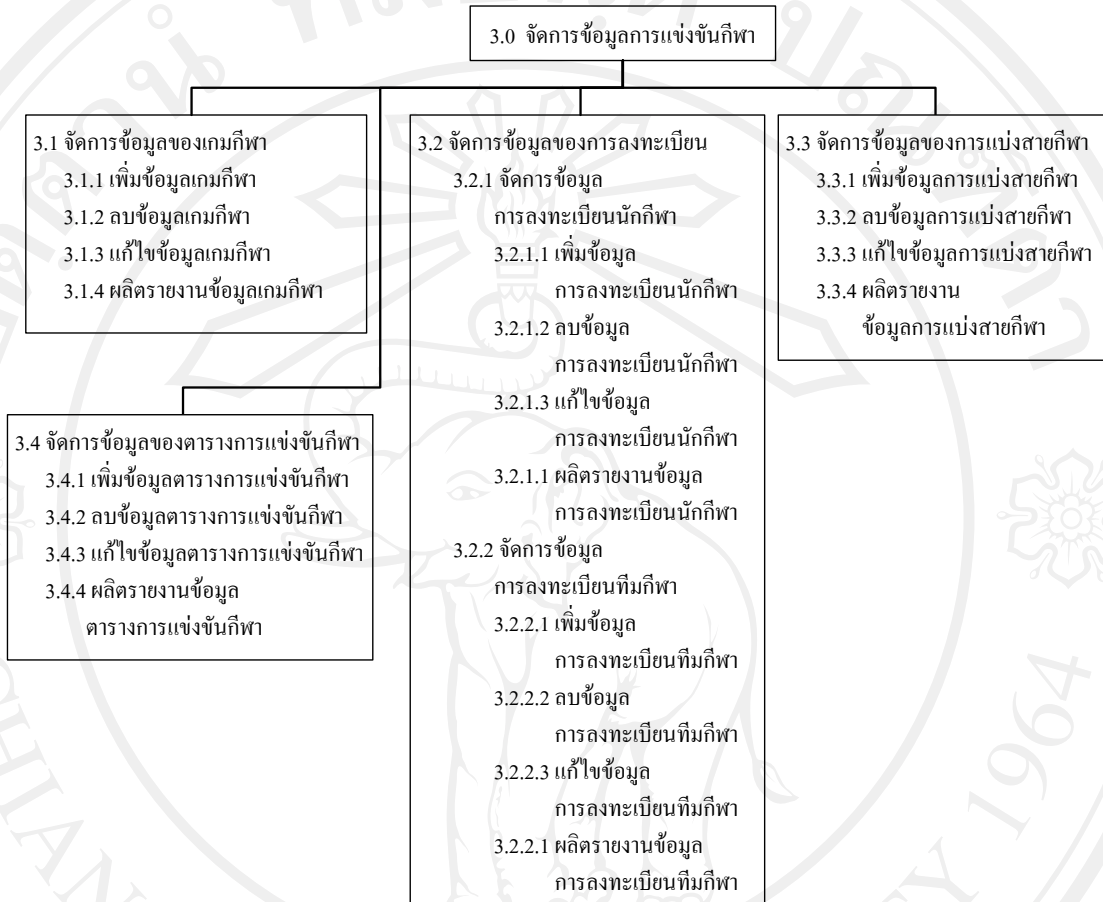 3.0 จัดการข้อมูลการแข่งขันกีฬา
3.1 จัดการข้อมูลของเกมกีฬา
3.1.1 เพิ่มข้อมูลเกมกีฬา
3.1.2 ลบข้อมูลเกมกีฬา
3.1.3 แก้ไขข้อมูลเกมกีฬา
3.1.4 ผลิตรายงานข้อมูลเกมกีฬา
3.2 จัดการข้อมูลของการลงทะเบียน
3.2.1 จัดการข้อมูล
การลงทะเบียนนักกีฬา
3.2.1.1 เพิ่มข้อมูล
การลงทะเบียนนักกีฬา
3.2.1.2 ลบข้อมูล
การลงทะเบียนนักกีฬา
3.2.1.3 แก้ไขข้อมูล
การลงทะเบียนนักกีฬา
3.2.1.1 ผลิตรายงานข้อมูล
การลงทะเบียนนักกีฬา
3.2.2 จัดการข้อมูล
การลงทะเบียนทีมกีฬา
3.2.2.1 เพิ่มข้อมูล
การลงทะเบียนทีมกีฬา
3.2.2.2 ลบข้อมูล
การลงทะเบียนทีมกีฬา
3.2.2.3 แก้ไขข้อมูล
การลงทะเบียนทีมกีฬา
3.2.2.1 ผลิตรายงานข้อมูล
การลงทะเบียนทีมกีฬา
3.3 จัดการข้อมูลของการแบ่งสายกีฬา
3.3.1 เพิ่มข้อมูลการแบ่งสายกีฬา
3.3.2 ลบข้อมูลการแบ่งสายกีฬา
3.3.3 แก้ไขข้อมูลการแบ่งสายกีฬา
3.3.4 ผลิตรายงาน
ข้อมูลการแบ่งสายกีฬา
3.4 จัดการข้อมูลของตารางการแข่งขันกีฬา
3.4.1 เพิ่มข้อมูลตารางการแข่งขันกีฬา
3.4.2 ลบข้อมูลตารางการแข่งขันกีฬา
3.4.3 แก้ไขข้อมูลตารางการแข่งขันกีฬา
3.4.4 ผลิตรายงานข้อมูล
ตารางการแข่งขันกีฬา
1964